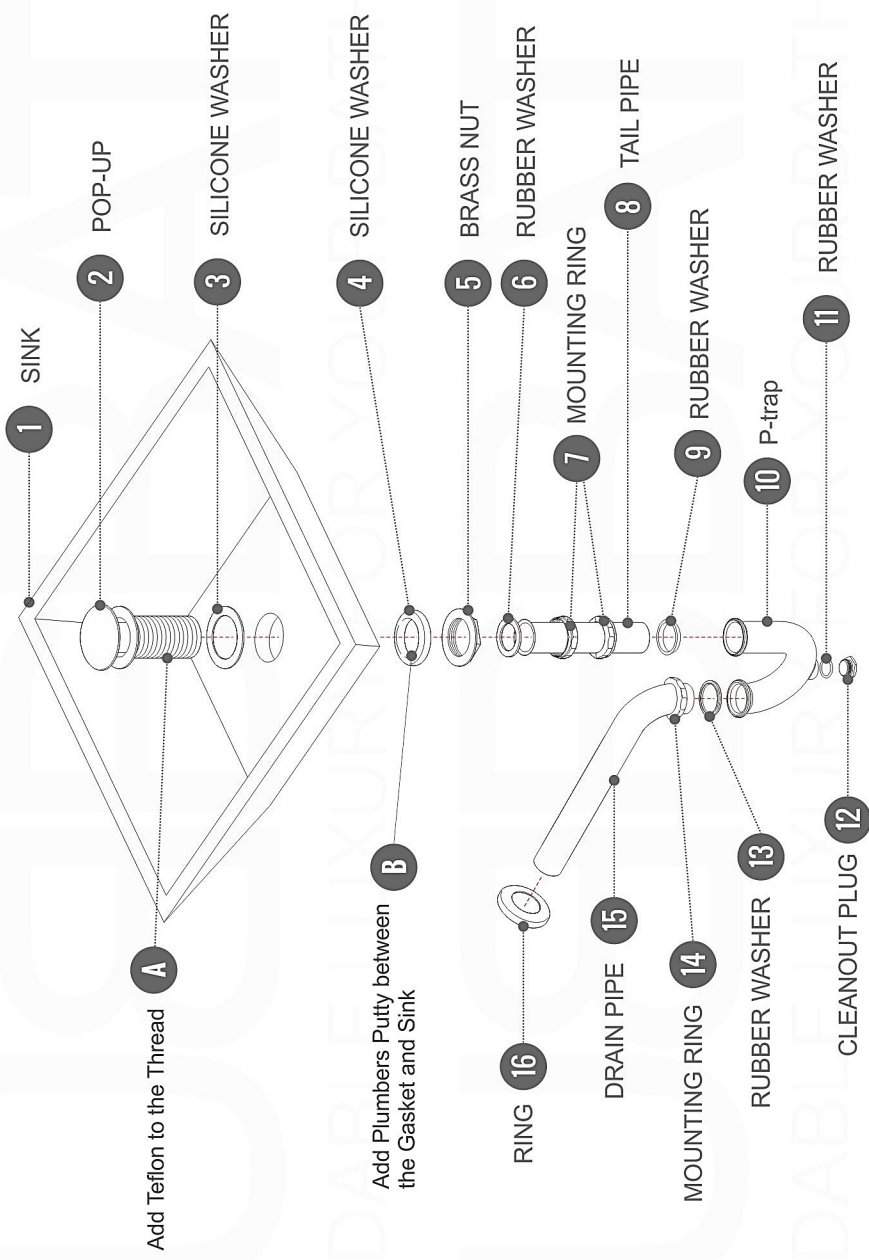 1 SINK
2 POP-UP
3 SILICONE WASHER
4 SILICONE WASHER
5 BRASS NUT
6 RUBBER WASHER
7 MOUNTING RING
8 TAIL PIPE
9 RUBBER WASHER
10 P-trap
11 RUBBER WASHER
CLEANOUT PLUG 12
RUBBER WASHER 13
MOUNTING RING 14
DRAIN PIPE 15
RING 16
Add Teflon to the Thread A
Add Plumbers Putty between B
the Gasket and Sink